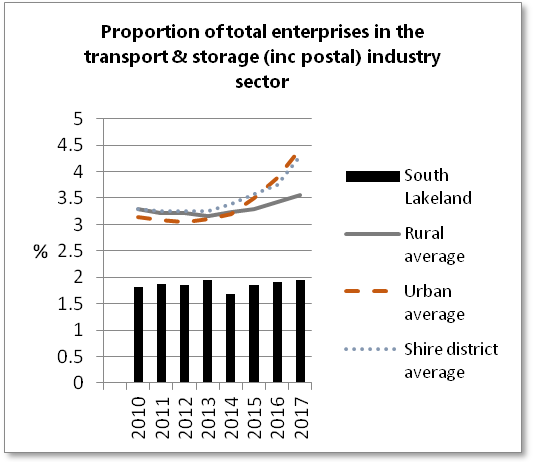 Proportion of total enterprises in the
transport & storage (inc postal) industry
sector
5
4.5
4
3.5
3
2.5
2
1.5
1
0.5
0
%
2010
2011
2012
2013
2014
2015
2016
2017
South
Lakeland
Rural
average
Urban
average
Shire district
average